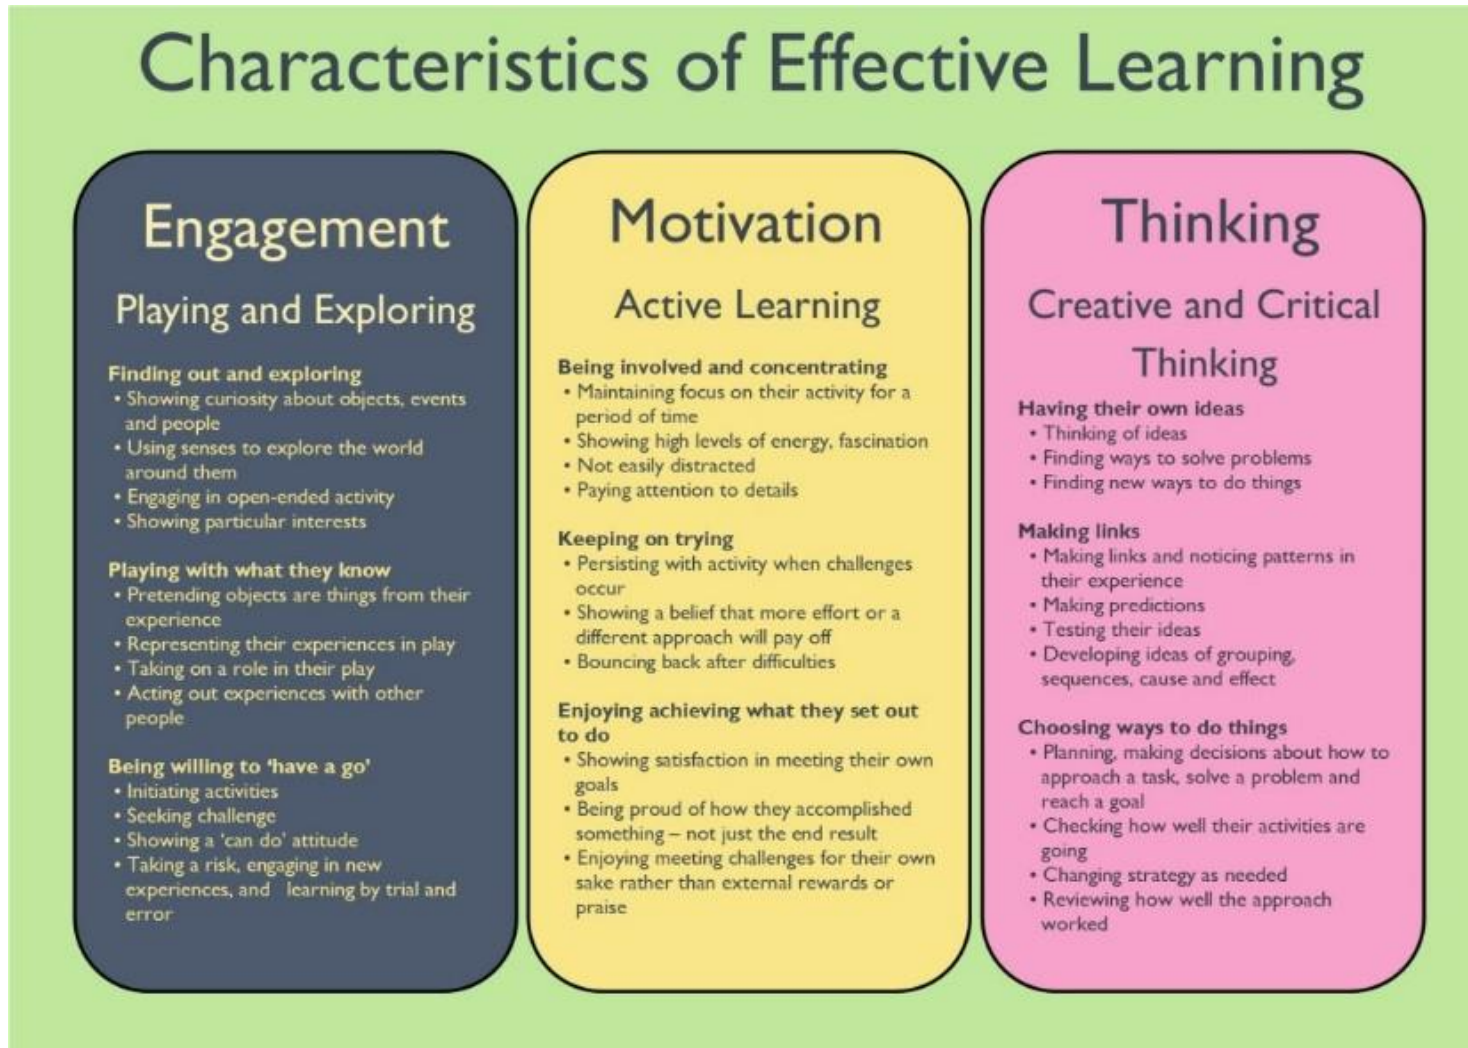 Characteristics of Effective Learning
Engagement
Playing and Exploring
Finding out and exploring
• Showing curiosity about objects, events
and people
• Using senses to explore the world
around them
• Engaging in open-ended activity
• Showing particular interests
Playing with what they know
• Pretending objects are things from their
experience
• Representing their experiences in play
• Taking on a role in their play
• Acting out experiences with other
people
Being willing to ‘have a go’
• Initiating activities
• Seeking challenge
• Showing a ‘can do’ attitude
• Taking a risk, engaging in new
experiences, and learning by trial and
error
Motivation
Active Learning
Being involved and concentrating
• Maintaining focus on their activity for a
period of time
• Showing high levels of energy, fascination
• Not easily distracted
• Paying attention to details
Keeping on trying
• Persisting with activity when challenges
occur
• Showing a belief that more effort or a
different approach will pay off
• Bouncing back after difficulties
Enjoying achieving what they set out
to do
• Showing satisfaction in meeting their own
goals
• Being proud of how they accomplished
something – not just the end result
• Enjoying meeting challenges for their own
sake rather than external rewards or
praise
Thinking
Creative and Critical
Thinking
Having their own ideas
• Thinking of ideas
• Finding ways to solve problems
• Finding new ways to do things
Making links
• Making links and noticing patterns in
their experience
• Making predictions
• Testing their ideas
• Developing ideas of grouping,
sequences, cause and effect
Choosing ways to do things
• Planning, making decisions about how to
approach a task, solve a problem and
reach a goal
• Checking how well their activities are
going
• Changing strategy as needed
• Reviewing how well the approach
worked